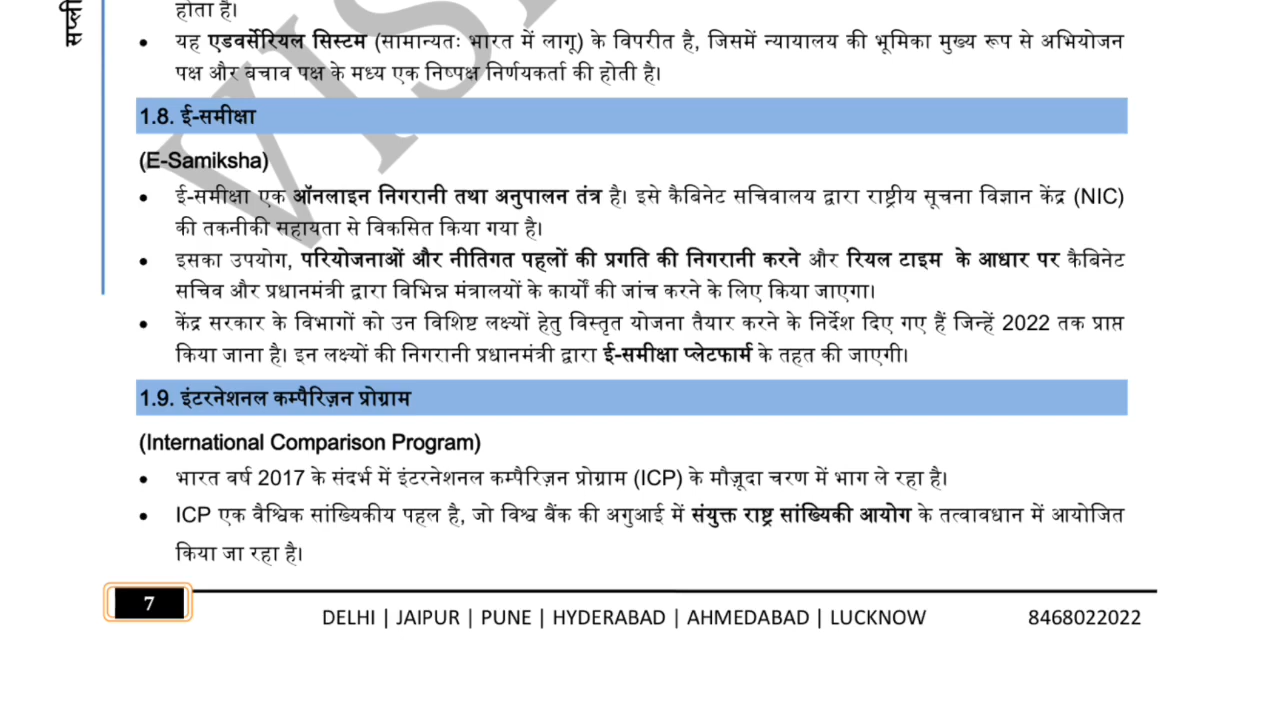 सप्ली
होता है।
• यह एडवर्सेरियल सिस्टम (सामान्यतः भारत में लागू) के विपरीत है, जिसमें न्यायालय की भूमिका मुख्य रूप से अभियोजन
पक्ष और बचाव पक्ष के मध्य एक निष्पक्ष निर्णयकर्ता की होती है।
1.8. ई-समीक्षा
(E-Samiksha)
• ई-समीक्षा एक ऑनलाइन निगरानी तथा अनुपालन तंत्र है। इसे कैबिनेट सचिवालय द्वारा राष्ट्रीय सूचना विज्ञान केंद्र (NIC)
की तकनीकी सहायता से विकसित किया गया है।
• इसका उपयोग, परियोजनाओं और नीतिगत पहलों की प्रगति की निगरानी करने और रियल टाइम के आधार पर कैबिनेट
सचिव और प्रधानमंत्री द्वारा विभिन्न मंत्रालयों के कार्यों की जांच करने के लिए किया जाएगा।
• केंद्र सरकार के विभागों को उन विशिष्ट लक्ष्यों हेतु विस्तृत योजना तैयार करने के निर्देश दिए गए हैं जिन्हें 2022 तक प्राप्त
किया जाना है। इन लक्ष्यों की निगरानी प्रधानमंत्री द्वारा ई-समीक्षा प्लेटफार्म के तहत की जाएगी।
1.9. इंटरनेशनल कम्पैरिज़न प्रोग्राम
(International Comparison Program)
• भारत वर्ष 2017 के संदर्भ में इंटरनेशनल कम्पैरिज़न प्रोग्राम (ICP) के मौज़ूदा चरण में भाग ले रहा है।
• ICP एक वैश्विक सांख्यिकीय पहल है, जो विश्व बैंक की अगुआई में संयुक्त राष्ट्र सांख्यिकी आयोग के तत्वावधान में आयोजित
किया जा रहा है।
7
DELHI | JAIPUR | PUNE | HYDERABAD | AHMEDABAD | LUCKNOW 8468022022